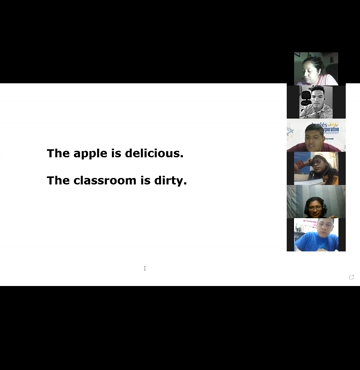 The apple is delicious.
The classroom is dirty.